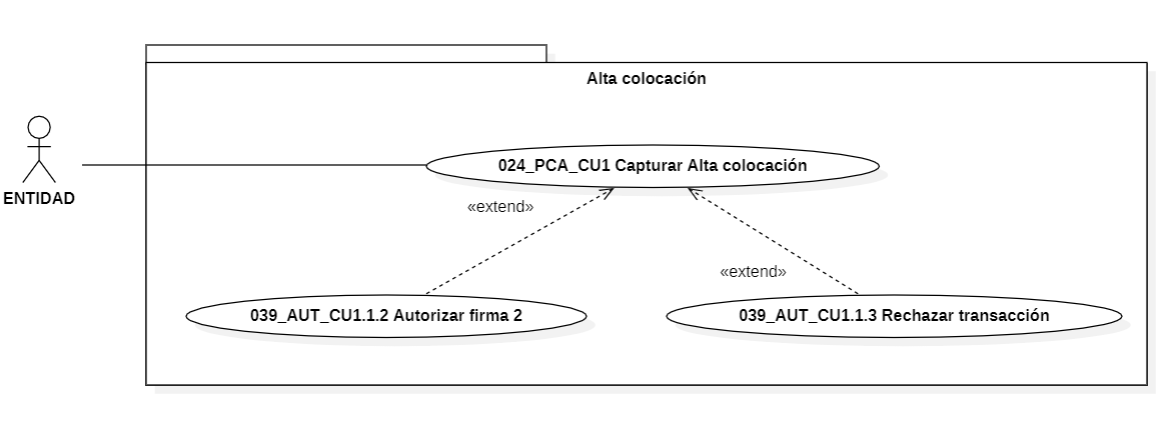 Alta colocación
ENTIDAD
024_PCA_CU1 Capturar Alta colocación
«extend»
«extend»
039_AUT_CU1.1.2 Autorizar firma 2
039_AUT_CU1.1.3 Rechazar transacción